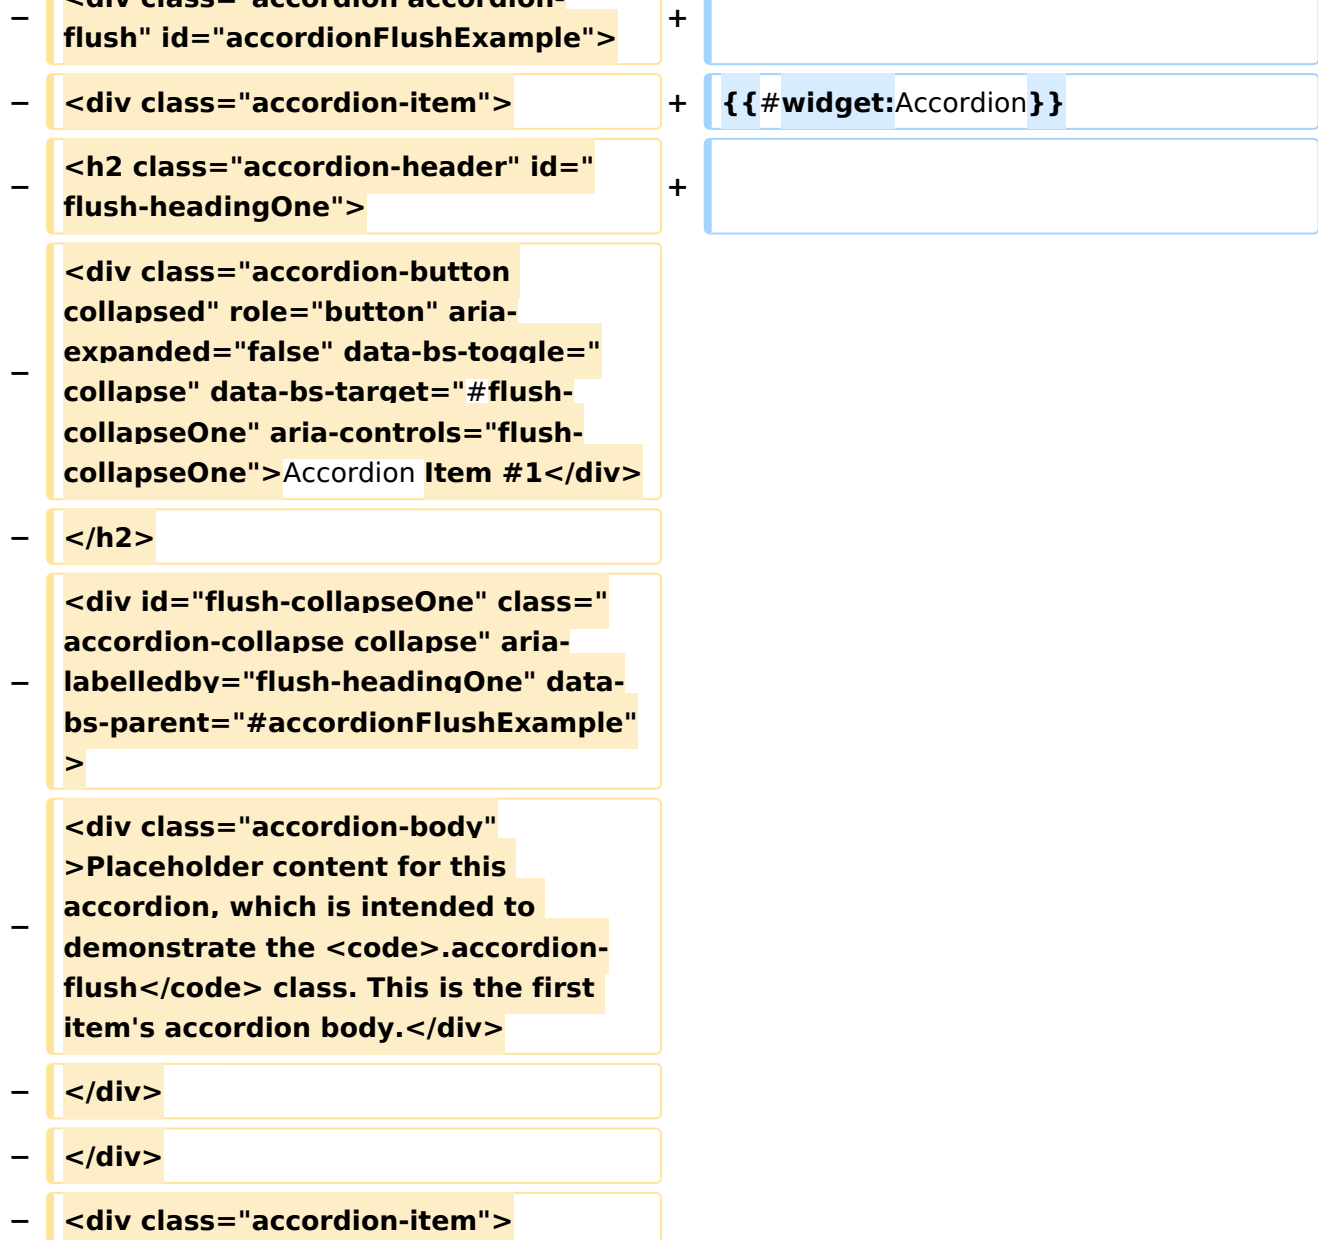 <div class="accordion accordion-
− flush" id="accordionFlushExample"> +
− <div class="accordion-item"> + {{#widget:Accordion}}
− <h2 class="accordion-header" id="
flush-headingOne"> +
<div class="accordion-button
collapsed" role="button" aria-
expanded="false" data-bs-toggle="
− collapse" data-bs-target="#flush-
collapseOne" aria-controls="flush-
collapseOne">Accordion Item #1</div>
− </h2>
<div id="flush-collapseOne" class="
accordion-collapse collapse" aria-
− labelledby="flush-headingOne" data-
bs-parent="#accordionFlushExample"
>
<div class="accordion-body"
>Placeholder content for this
accordion, which is intended to
− demonstrate the <code>.accordion-
flush</code> class. This is the first
item's accordion body.</div>
− </div>
− </div>
− <div class="accordion-item">